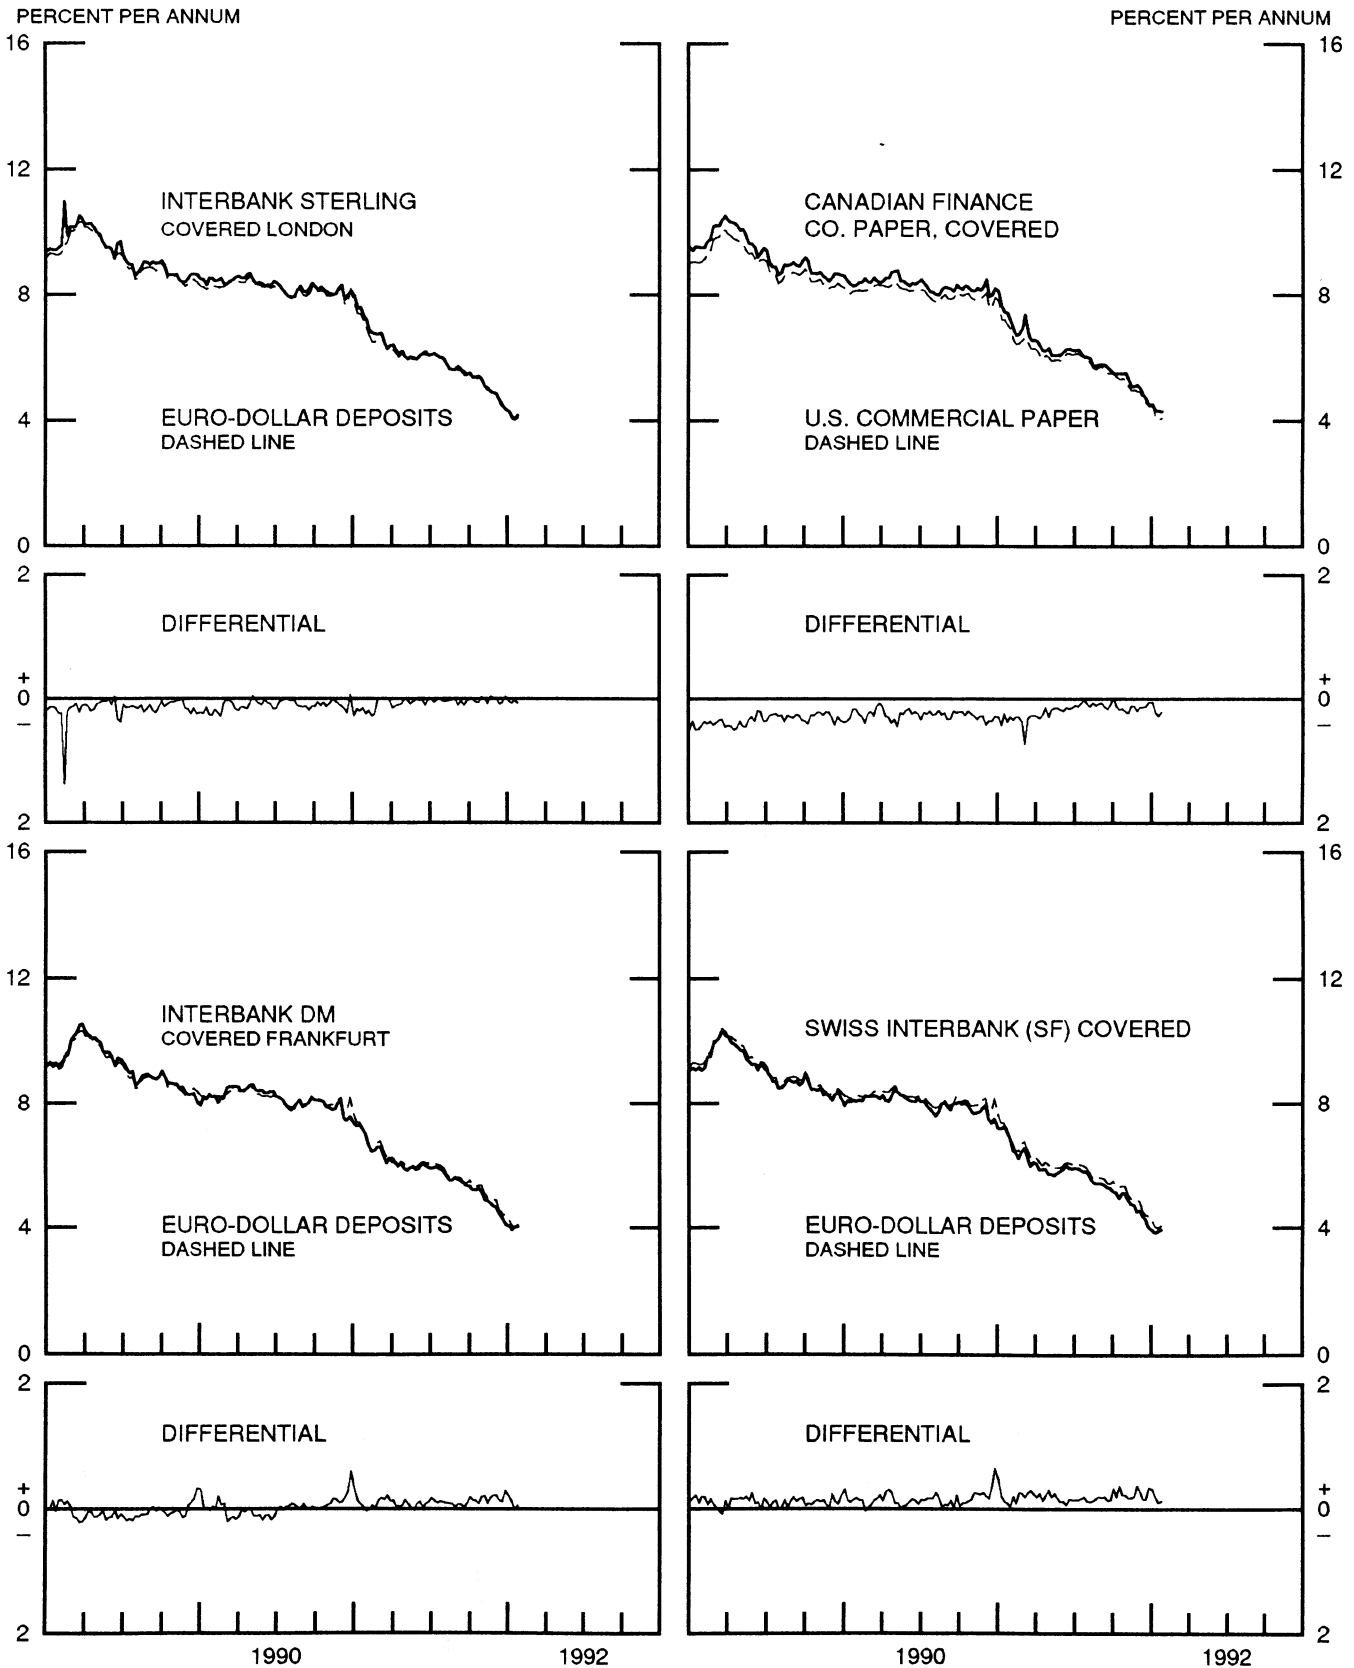 PERCENT PER ANNUM
PERCENT PER ANNUM
16
12
8
4
0
INTERBANK STERLING
COVERED LONDON
EURO-DOLLAR DEPOSITS
DASHED LINE
CANADIAN FINANCE
CO. PAPER, COVERED
U.S. COMMERCIAL PAPER
DASHED LINE
16
12
8
4
0
2
+
0
−
2
DIFFERENTIAL
DIFFERENTIAL
2
+
0
−
2
16
12
8
4
0
INTERBANK DM
COVERED FRANKFURT
EURO-DOLLAR DEPOSITS
DASHED LINE
SWISS INTERBANK (SF) COVERED
EURO-DOLLAR DEPOSITS
DASHED LINE
16
12
8
4
0
2
+
0
−
2
DIFFERENTIAL
DIFFERENTIAL
2
+
0
−
2
1990
1992
1990
1992